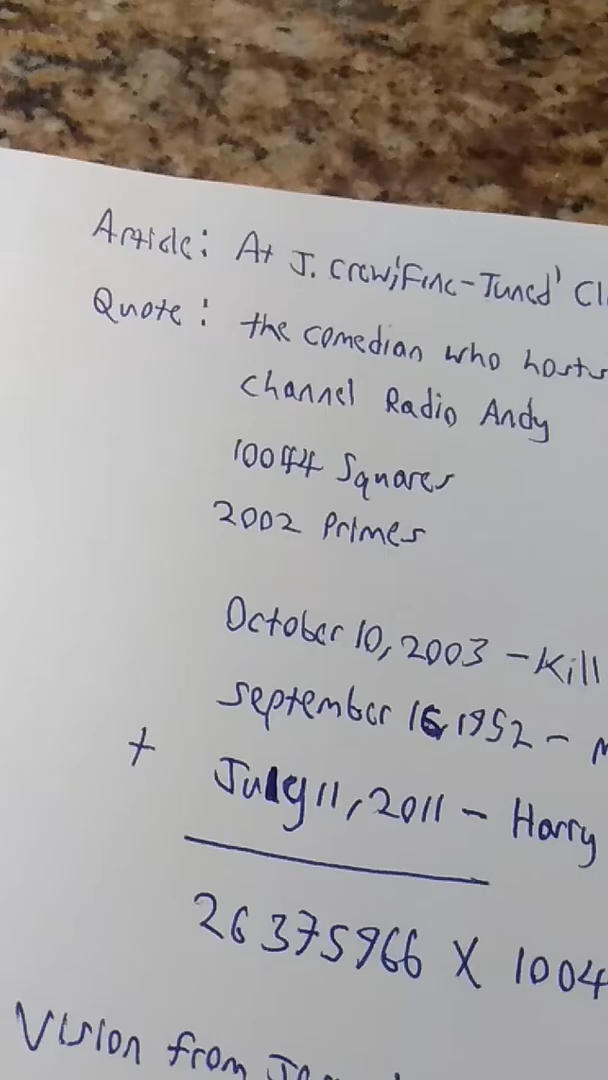 Article: At J. Crew, 'Fine-Tuned' Cl
Quote: the comedian who hosts
channel Radio Andy
10044 Squares
2002 Primes
October 10, 2003 - Kill
September 16, 1952 - M
+ July 11, 2011 - Harry
26375966 X 1004
Vision from